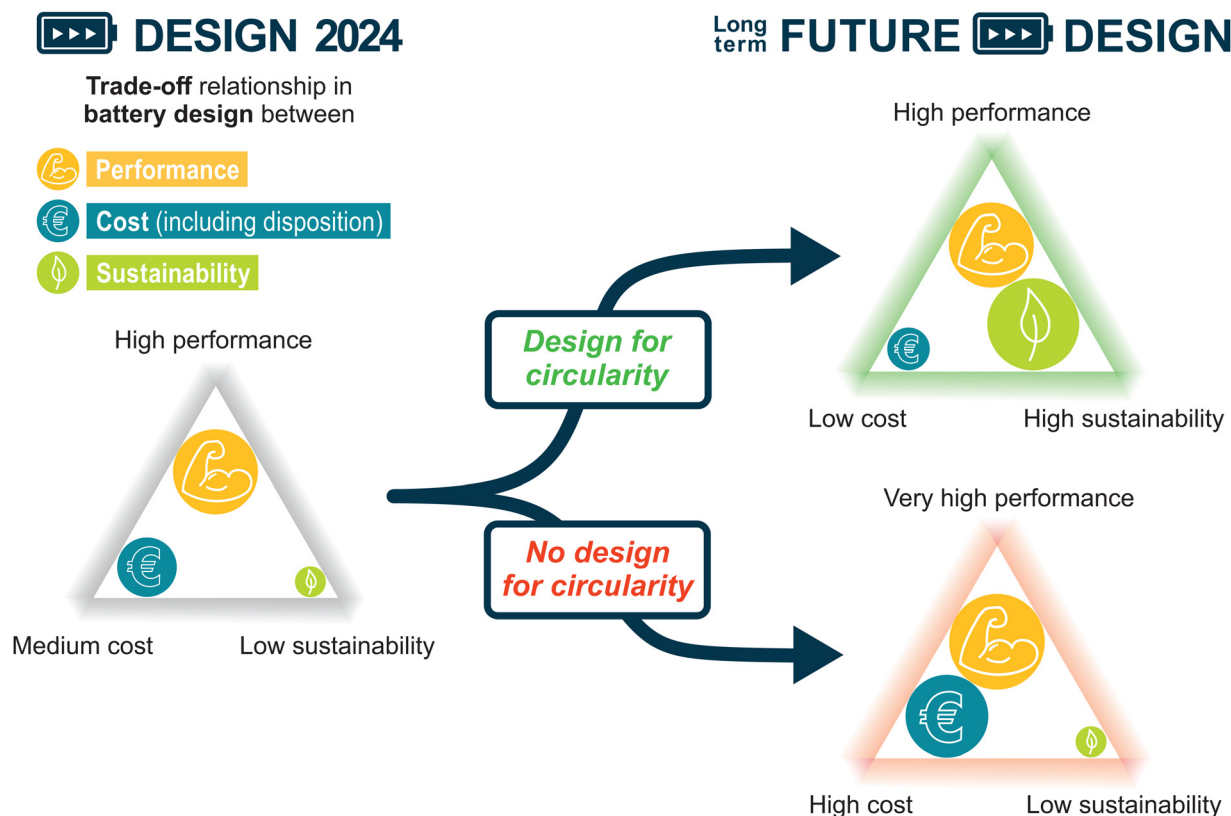 DESIGN 2024
Trade-off relationship in
battery design between
Performance
€ Cost (including disposition)
Sustainability
High performance
€
Medium cost
Low sustainability
Design for
circularity
No design
for circularity
Long
term FUTURE DESIGN
High performance
€
Low cost
High sustainability
Very high performance
€
High cost
Low sustainability